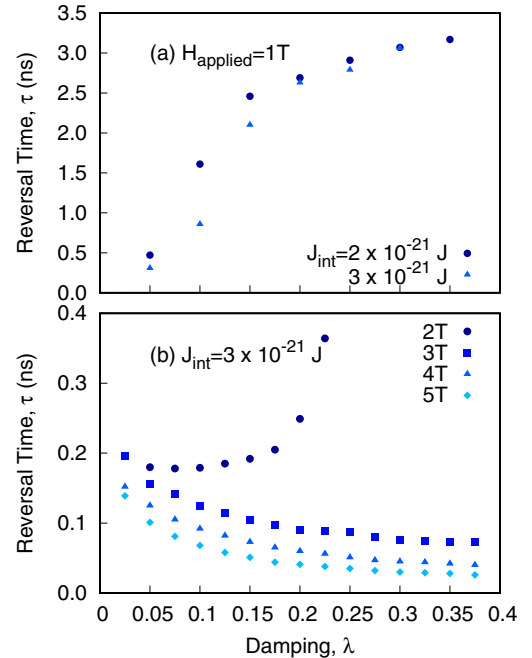 3.5
3.0
2.5
2.0
1.5
1.0
0.5
0.0
Reversal Time, τ (ns)
(a) H_applied=1T
J_int=2 x 10^-21 J
3 x 10^-21 J
0.4
0.3
0.2
0.1
0.0
Reversal Time, τ (ns)
(b) J_int=3 x 10^-21 J
2T
3T
4T
5T
0 0.05 0.1 0.15 0.2 0.25 0.3 0.35 0.4
Damping, λ